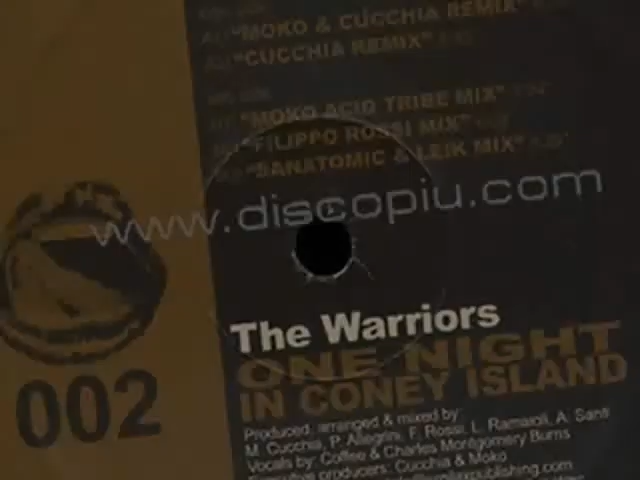 "MOKO & CUCCHIA REMIX"
"CUCCHIA REMIX"
"MOKO ACID TRIBE MIX"
"FILIPPO ROSSI MIX"
"SANATOMIC & LEIK MIX"
www.discopiu.com
The Warriors
ONE NIGHT
IN CONEY ISLAND
002
Produced, arranged & mixed by:
M. Cucchia, P. Allegrini, F. Rossi, L. Ramaioli, A. Santi
Vocals by: Coffee & Charles Montgomery Burns
Executive producers: Cucchia & Moko